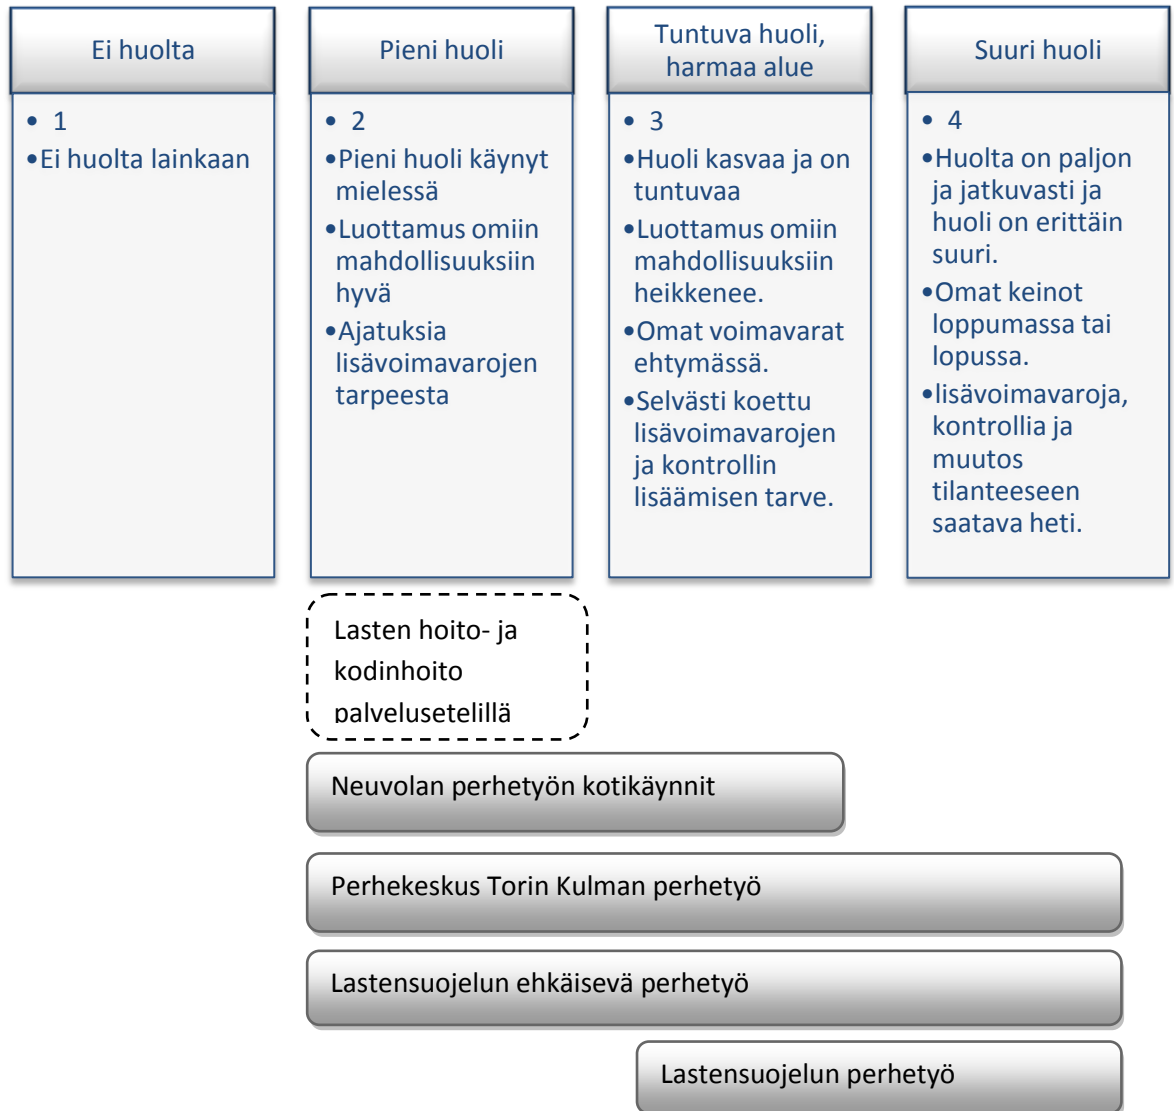 Ei huolta
• 1
•Ei huolta lainkaan
Pieni huoli
• 2
•Pieni huoli käynyt
mielessä
•Luottamus omiin
mahdollisuuksiin
hyvä
•Ajatuksia
lisävoimavarojen
tarpeesta
Tuntuva huoli,
harmaa alue
• 3
•Huoli kasvaa ja on
tuntuvaa
•Luottamus omiin
mahdollisuuksiin
heikkenee.
•Omat voimavarat
ehtymässä.
•Selvästi koettu
lisävoimavarojen
ja kontrollin
lisäämisen tarve.
Suuri huoli
• 4
•Huolta on paljon
ja jatkuvasti ja
huoli on erittäin
suuri.
•Omat keinot
loppumassa tai
lopussa.
•lisävoimavaroja,
kontrollia ja
muutos
tilanteeseen
saatava heti.
Lasten hoito- ja
kodinhoito
palvelusetelillä
Neuvolan perhetyön kotikäynnit
Perhekeskus Torin Kulman perhetyö
Lastensuojelun ehkäisevä perhetyö
Lastensuojelun perhetyö